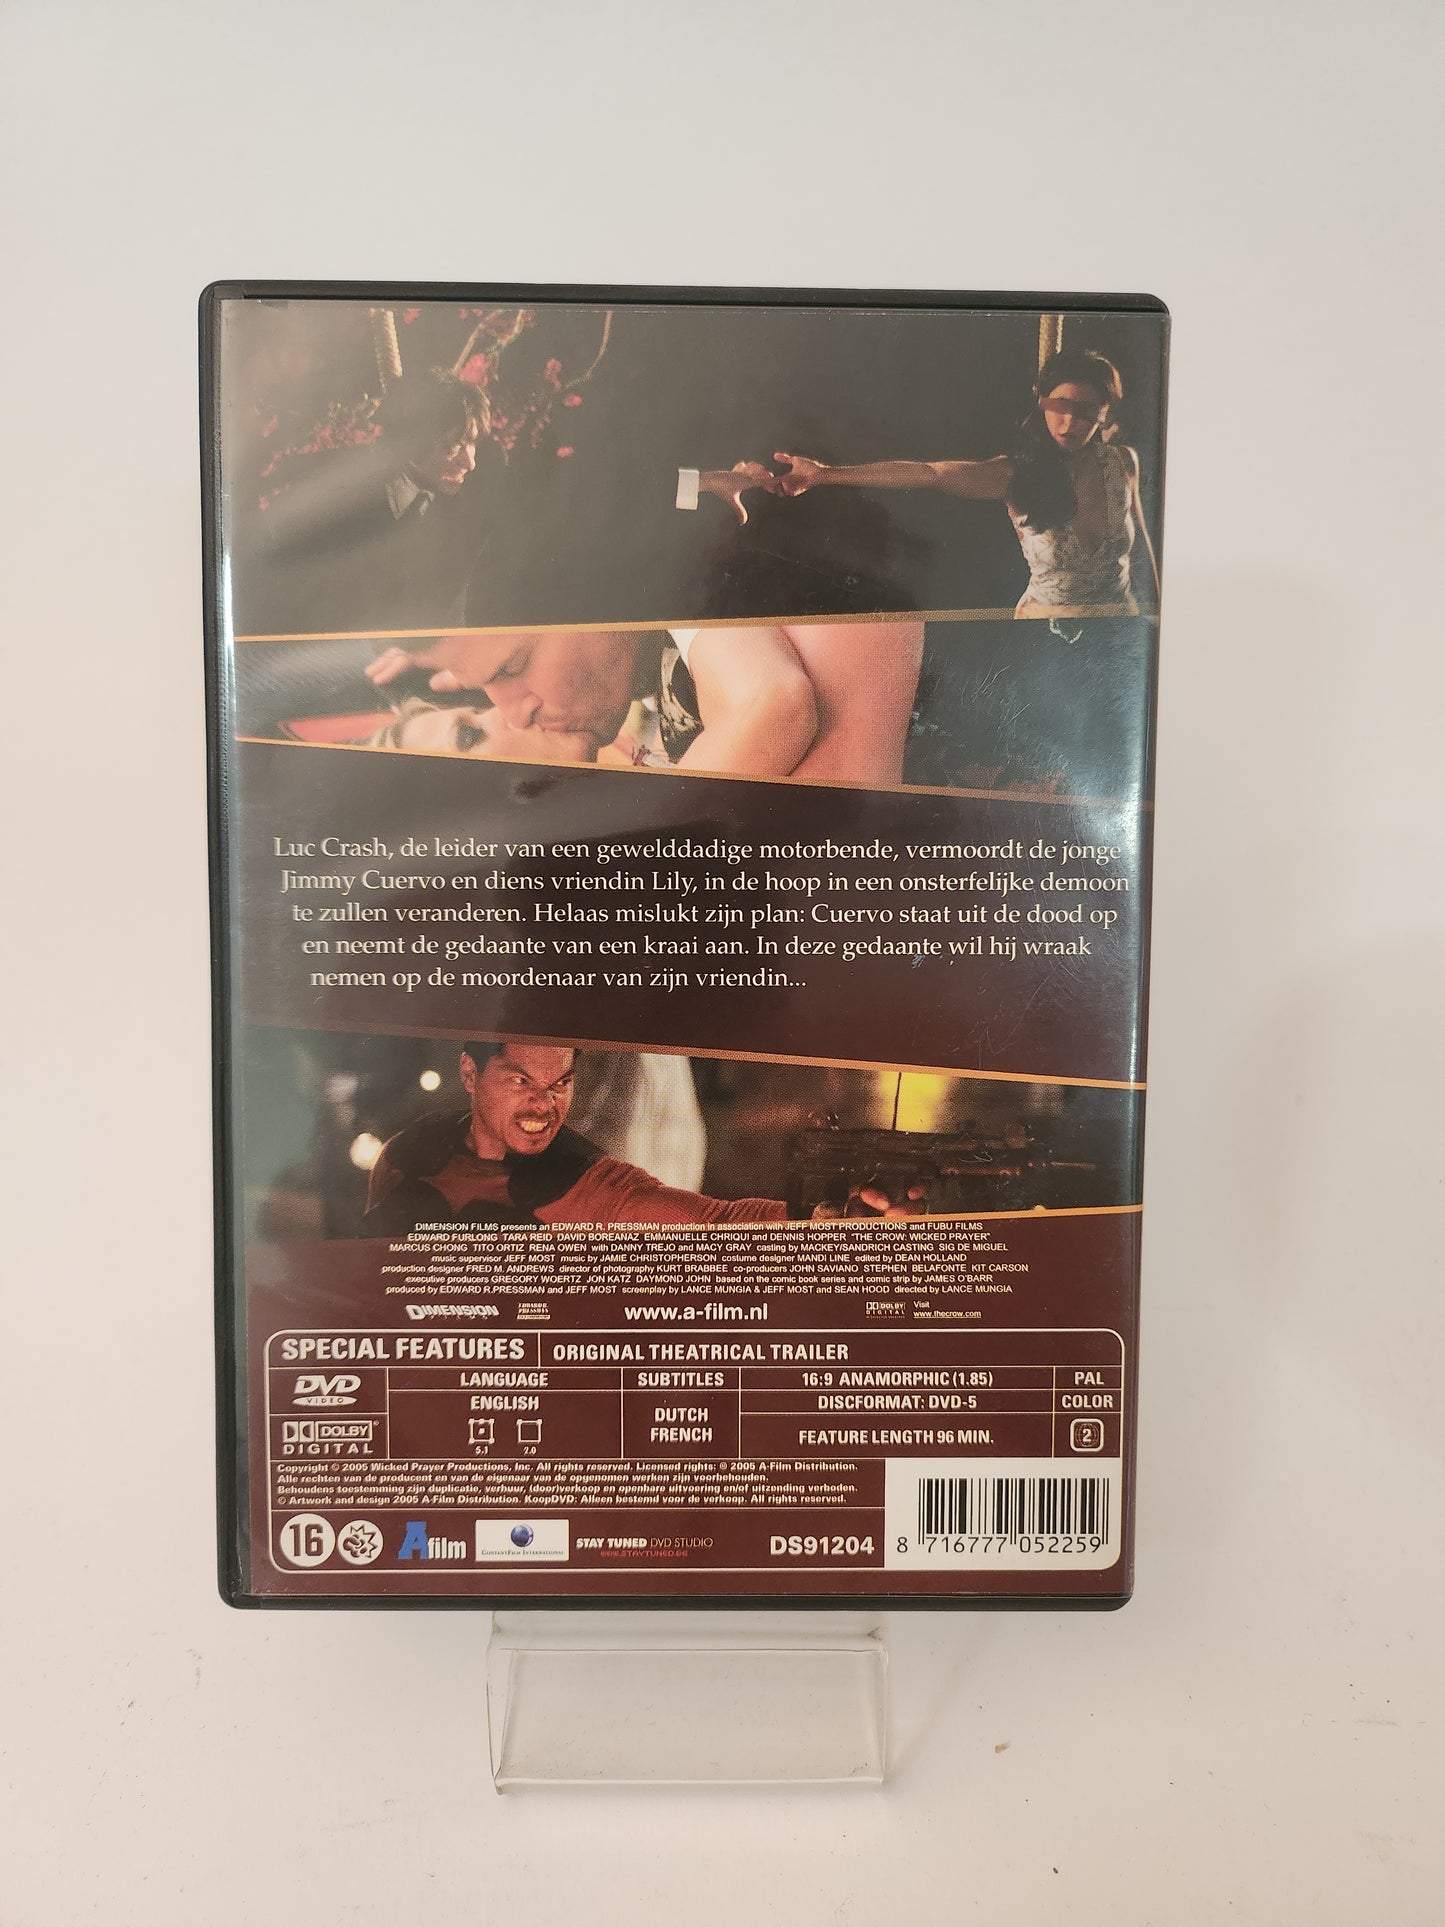 Luc Crash, de leider van een gewelddadige motorbende, vermoordt de jonge
Jimmy Cuervo en diens vriendin Lily, in de hoop in een onsterfelijke demoon
te zullen veranderen. Helaas mislukt zijn plan: Cuervo staat uit de dood op
en neemt de gedaante van een kraai aan. In deze gedaante wil hij wraak
nemen op de moordenaar van zijn vriendin...
DIMENSION FILMS presents an EDWARD R. PRESSMAN production in association with JEFF MOST PRODUCTIONS and FUBU FILMS
EDWARD FURLONG TARA REID DAVID BOREANAZ EMMANUELLE CHRIQUI and DENNIS HOPPER "THE CROW: WICKED PRAYER"
MARCUS CHONG TITO ORTIZ RENA OWEN with DANNY TREJO and MACY GRAY casting by MACKEY/SANDRICH CASTING SIG DE MIGUEL
music supervisor JEFF MOST music by JAMIE CHRISTOPHERSON costume designer MANDI LINE edited by DEAN HOLLAND
production designer FRED M. ANDREWS director of photography KURT BRABBEE co-producers JOHN SAVIANO STEPHEN BELAFONTE KIT CARSON
executive producers GREGORY WOERTZ JON KATZ DAYMOND JOHN based on the comic book series and comic strip by JAMES O'BARR
produced by EDWARD R.PRESSMAN and JEFF MOST screenplay by LANCE MUNGIA & JEFF MOST and SEAN HOOD directed by LANCE MUNGIA
DIMENSION FILMS www.a-film.nl DOLBY DIGITAL Visit
www.thecrow.com
SPECIAL FEATURES ORIGINAL THEATRICAL TRAILER
DVD VIDEO LANGUAGE SUBTITLES 16:9 ANAMORPHIC (1.85) PAL
ENGLISH DISCFORMAT: DVD-5 COLOR
DUTCH
FRENCH
DOLBY DIGITAL 5.1 2.0 FEATURE LENGTH 96 MIN. 2
Copyright © 2005 Wicked Prayer Productions, Inc. All rights reserved. Licensed rights: ® 2005 A-Film Distribution.
Alle rechten van de producent en van de eigenaar van de opgenomen werken zijn voorbehouden.
Behoudens toestemming zijn duplicatie, verhuur, (door)verkoop en openbare uitvoering en/of uitzending verboden.
© Artwork and design 2005 A-Film Distribution. KoopDVD: Alleen bestemd voor de verkoop. All rights reserved.
16 A film CONTENTFILM INTERNATIONAL STAY TUNED DVD STUDIO DS91204 8 716777 052259
WWW.STAYTUNED.BE